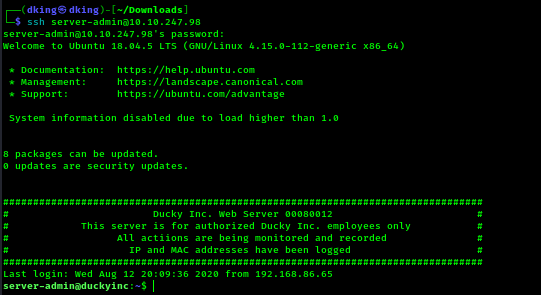 ┌──(dking㉿dking)-[~/Downloads]
└─$ ssh server-admin@10.10.247.98
server-admin@10.10.247.98's password:
Welcome to Ubuntu 18.04.5 LTS (GNU/Linux 4.15.0-112-generic x86_64)
* Documentation:  https://help.ubuntu.com
* Management:     https://landscape.canonical.com
* Support:        https://ubuntu.com/advantage
System information disabled due to load higher than 1.0
8 packages can be updated.
0 updates are security updates.
################################################################################
#                        Ducky Inc. Web Server 00080012                        #
#            This server is for authorized Ducky Inc. employees only           #
#                  All actiions are being monitored and recorded               #
#                    IP and MAC addresses have been logged                     #
################################################################################
Last login: Wed Aug 12 20:09:36 2020 from 192.168.86.65
server-admin@duckyinc:~$